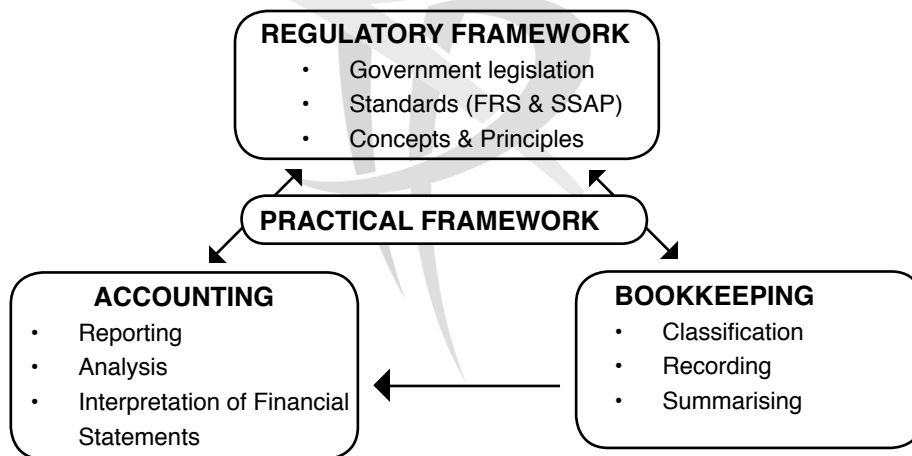 REGULATORY FRAMEWORK
• Government legislation
• Standards (FRS & SSAP)
• Concepts & Principles
PRACTICAL FRAMEWORK
ACCOUNTING
• Reporting
• Analysis
• Interpretation of Financial
Statements
BOOKKEEPING
• Classification
• Recording
• Summarising